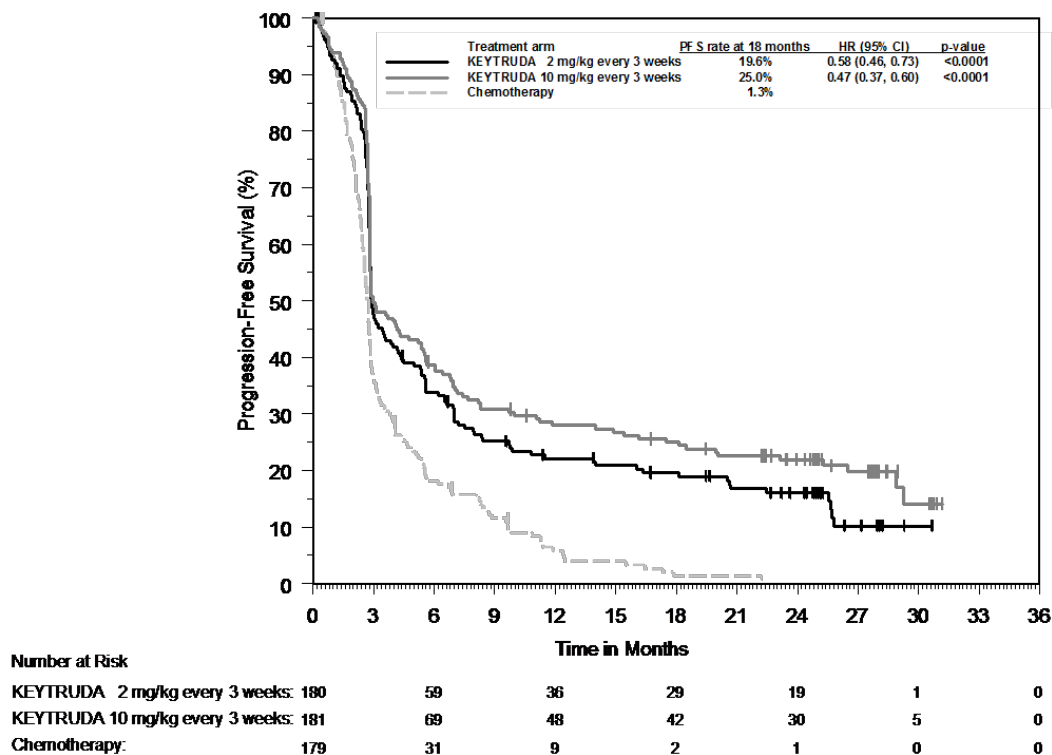 Treatment arm PFS rate at 18 months HR (95% CI) p-value
KEYTRUDA 2 mg/kg every 3 weeks 19.6% 0.58 (0.46, 0.73) <0.0001
KEYTRUDA 10 mg/kg every 3 weeks 25.0% 0.47 (0.37, 0.60) <0.0001
Chemotherapy 1.3%
Progression-Free Survival (%)
100
90
80
70
60
50
40
30
20
10
0
0 3 6 9 12 15 18 21 24 27 30 33 36
Time in Months
Number at Risk
KEYTRUDA 2 mg/kg every 3 weeks: 180 59 36 29 19 1 0
KEYTRUDA 10 mg/kg every 3 weeks: 181 69 48 42 30 5 0
Chemotherapy: 179 31 9 2 1 0 0